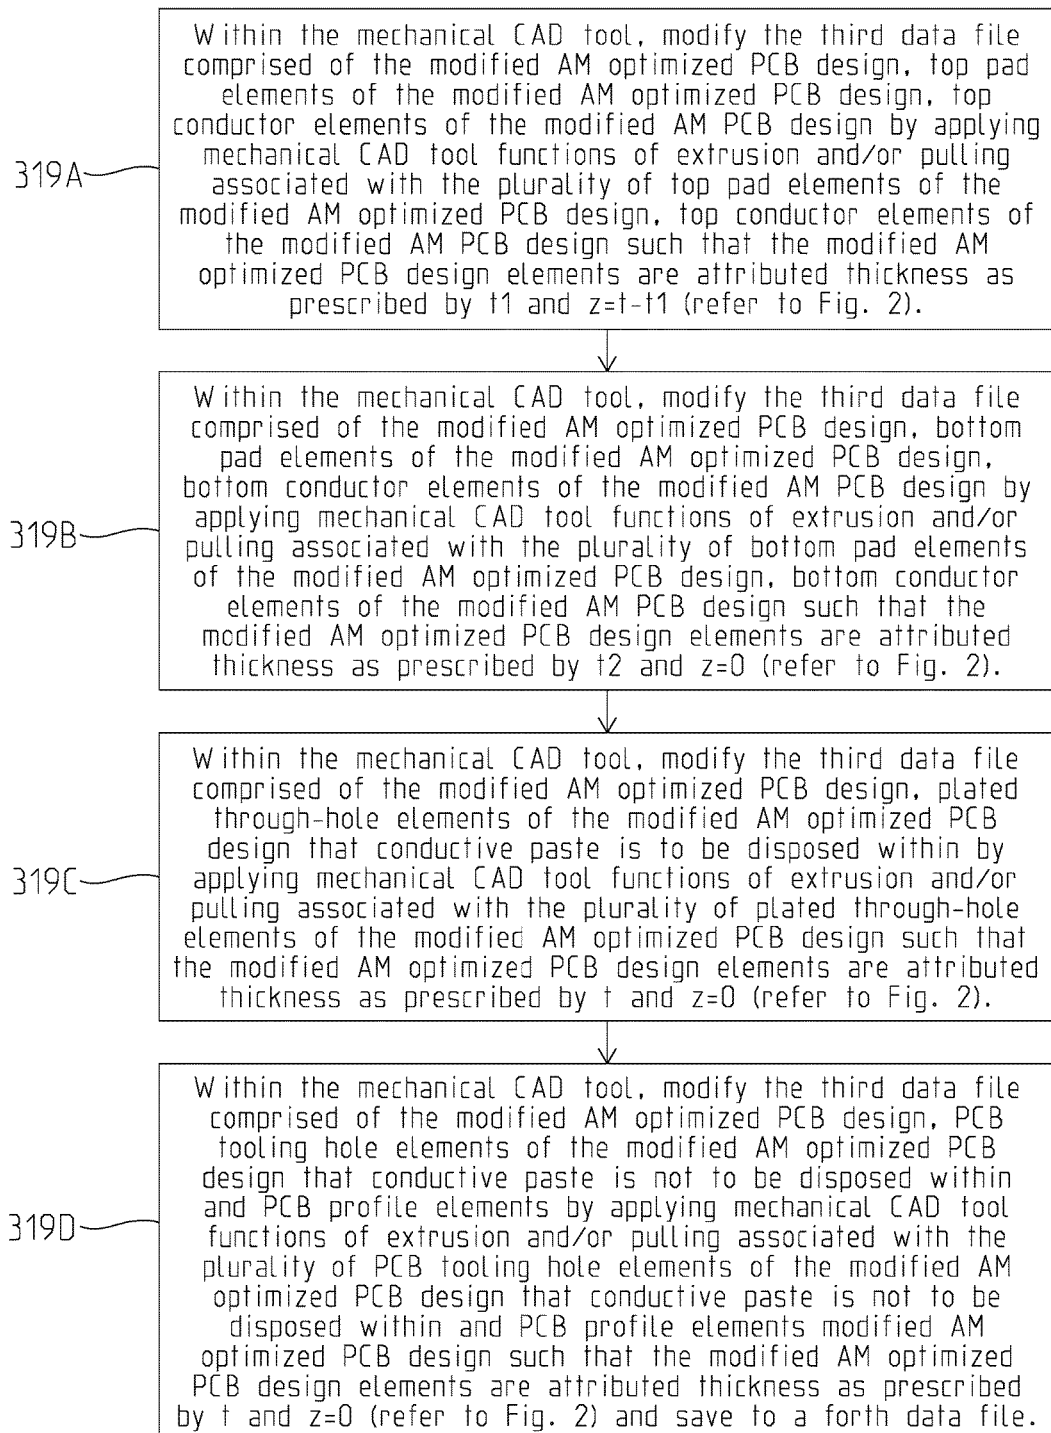 Within the mechanical CAD tool, modify the third data file
comprised of the modified AM optimized PCB design, top pad
elements of the modified AM optimized PCB design, top
conductor elements of the modified AM PCB design by applying
mechanical CAD tool functions of extrusion and/or pulling
associated with the plurality of top pad elements of the
modified AM optimized PCB design, top conductor elements of
the modified AM PCB design such that the modified AM
optimized PCB design elements are attributed thickness as
prescribed by t1 and z=t-t1 (refer to Fig. 2).
319A
Within the mechanical CAD tool, modify the third data file
comprised of the modified AM optimized PCB design, bottom
pad elements of the modified AM optimized PCB design,
bottom conductor elements of the modified AM PCB design by
applying mechanical CAD tool functions of extrusion and/or
pulling associated with the plurality of bottom pad elements
of the modified AM optimized PCB design, bottom conductor
elements of the modified AM PCB design such that the
modified AM optimized PCB design elements are attributed
thickness as prescribed by t2 and z=0 (refer to Fig. 2).
319B
Within the mechanical CAD tool, modify the third data file
comprised of the modified AM optimized PCB design, plated
through-hole elements of the modified AM optimized PCB
design that conductive paste is to be disposed within by
applying mechanical CAD tool functions of extrusion and/or
pulling associated with the plurality of plated through-hole
elements of the modified AM optimized PCB design such that
the modified AM optimized PCB design elements are attributed
thickness as prescribed by t and z=0 (refer to Fig. 2).
319C
Within the mechanical CAD tool, modify the third data file
comprised of the modified AM optimized PCB design, PCB
tooling hole elements of the modified AM optimized PCB
design that conductive paste is not to be disposed within
and PCB profile elements by applying mechanical CAD tool
functions of extrusion and/or pulling associated with the
plurality of PCB tooling hole elements of the modified AM
optimized PCB design that conductive paste is not to be
disposed within and PCB profile elements modified AM
optimized PCB design such that the modified AM optimized
PCB design elements are attributed thickness as prescribed
by t and z=0 (refer to Fig. 2) and save to a forth data file.
319D